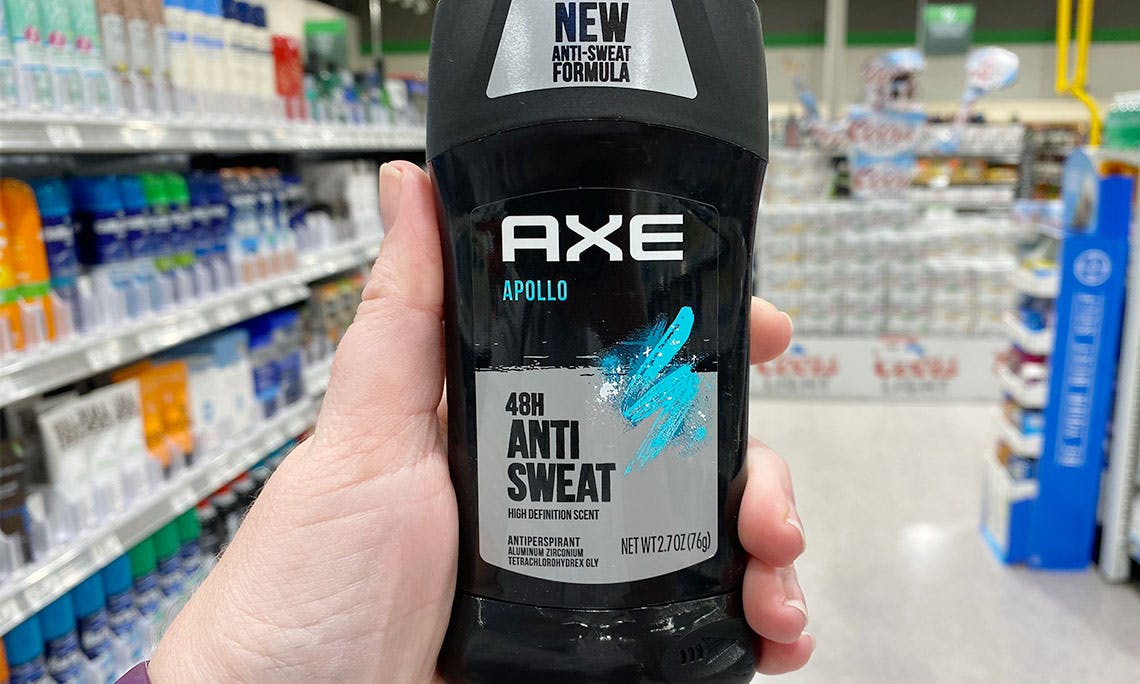 NEW
ANTI-SWEAT
FORMULA
AXE
APOLLO
48H
ANTI
SWEAT
HIGH DEFINITION SCENT
ANTIPERSPIRANT
ALUMINUM ZIRCONIUM
TETRACHLOROHYDREX GLY
NET WT 2.7 OZ (76g)